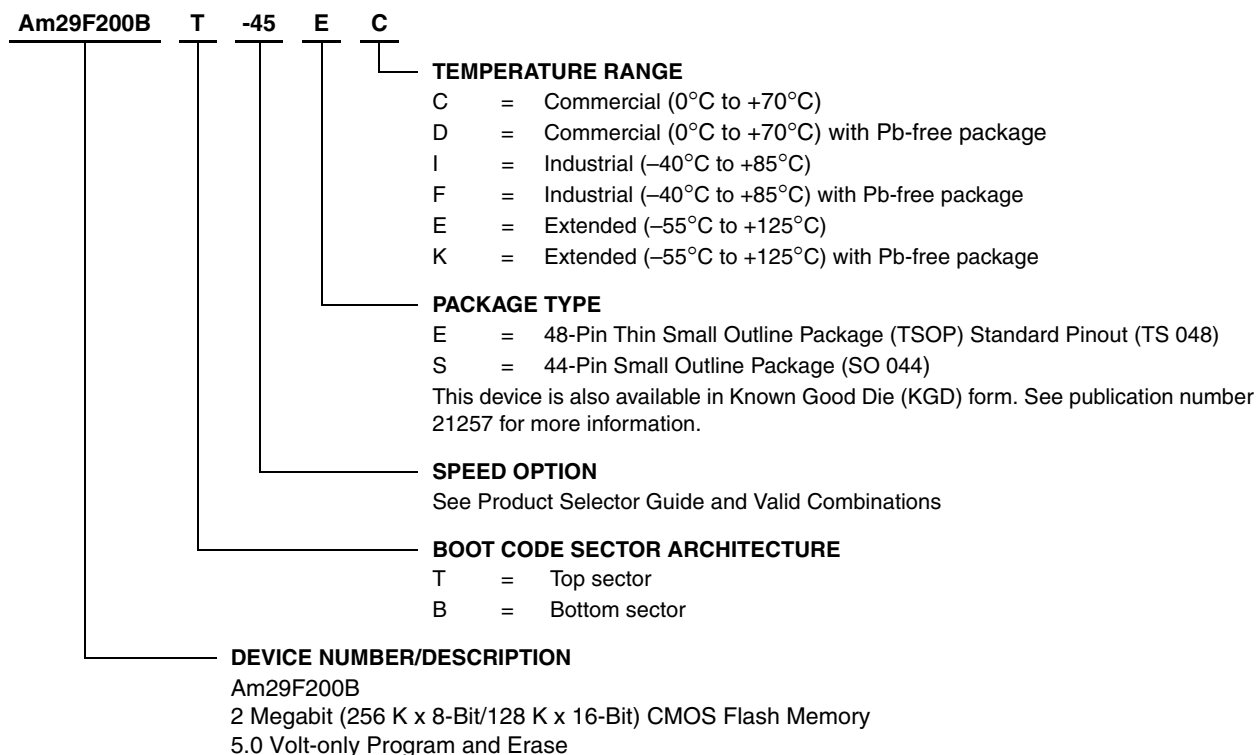 Am29F200B T -45 E C
TEMPERATURE RANGE
C = Commercial (0°C to +70°C)
D = Commercial (0°C to +70°C) with Pb-free package
I = Industrial (–40°C to +85°C)
F = Industrial (–40°C to +85°C) with Pb-free package
E = Extended (–55°C to +125°C)
K = Extended (–55°C to +125°C) with Pb-free package
PACKAGE TYPE
E = 48-Pin Thin Small Outline Package (TSOP) Standard Pinout (TS 048)
S = 44-Pin Small Outline Package (SO 044)
This device is also available in Known Good Die (KGD) form. See publication number
21257 for more information.
SPEED OPTION
See Product Selector Guide and Valid Combinations
BOOT CODE SECTOR ARCHITECTURE
T = Top sector
B = Bottom sector
DEVICE NUMBER/DESCRIPTION
Am29F200B
2 Megabit (256 K x 8-Bit/128 K x 16-Bit) CMOS Flash Memory
5.0 Volt-only Program and Erase